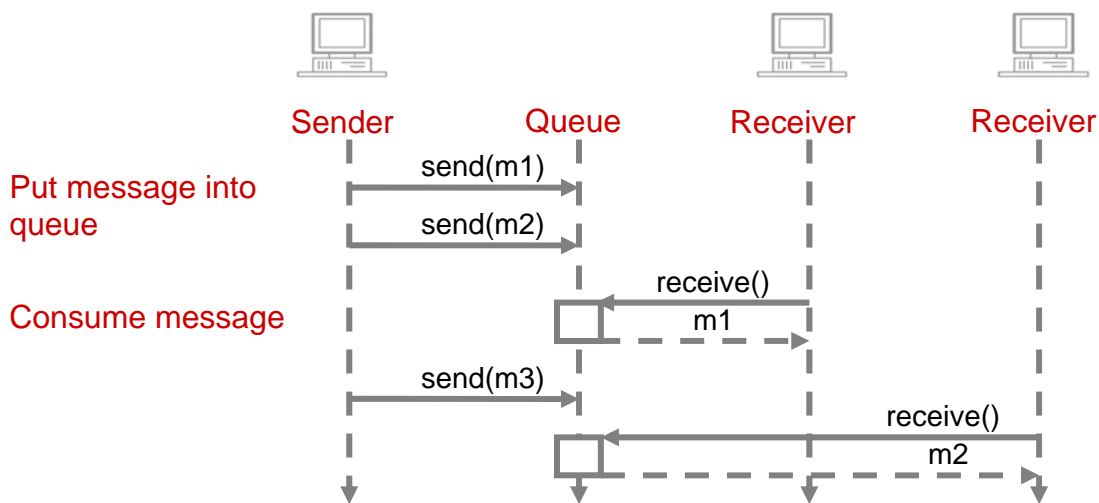 Sender
Queue
Receiver
Receiver
Put message into
queue
send(m1)
send(m2)
receive()
Consume message
m1
send(m3)
receive()
m2